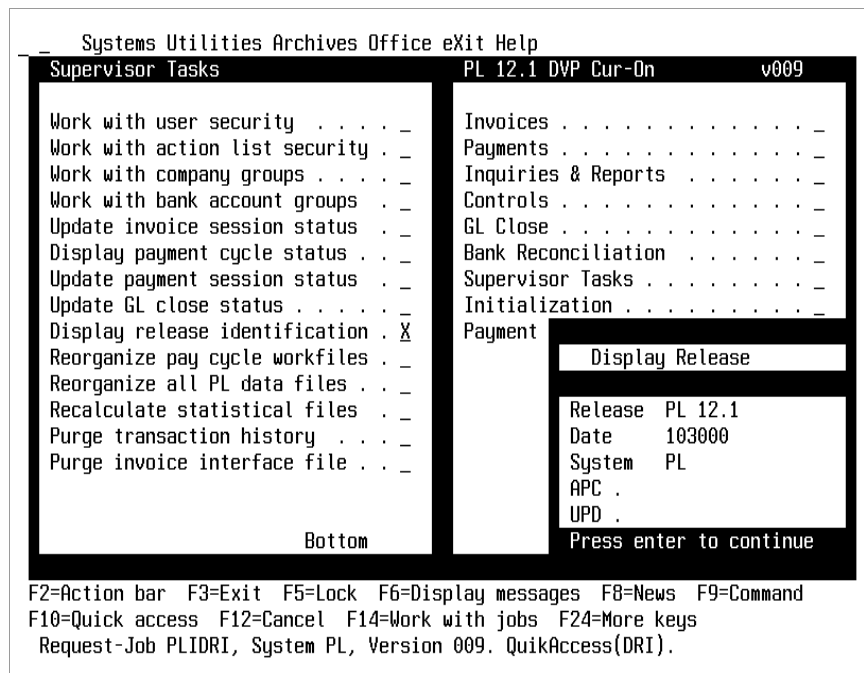 _ _ Systems Utilities Archives Office eXit Help
Supervisor Tasks PL 12.1 DVP Cur-On v009
Work with user security . . . . _ Invoices . . . . . . . . . . . . _
Work with action list security . _ Payments . . . . . . . . . . . . _
Work with company groups . . . . _ Inquiries & Reports . . . . . . _
Work with bank account groups . _ Controls . . . . . . . . . . . . _
Update invoice session status . _ GL Close . . . . . . . . . . . . _
Display payment cycle status . . _ Bank Reconciliation . . . . . . _
Update payment session status . _ Supervisor Tasks . . . . . . . . _
Update GL close status . . . . . _ Initialization . . . . . . . . . _
Display release identification . X Payment
Reorganize pay cycle workfiles . _ Display Release
Reorganize all PL data files . . _
Recalculate statistical files . _ Release PL 12.1
Purge transaction history . . . _ Date 103000
Purge invoice interface file . . _ System PL
APC .
UPD .
Bottom Press enter to continue
F2=Action bar F3=Exit F5=Lock F6=Display messages F8=News F9=Command
F10=Quick access F12=Cancel F14=Work with jobs F24=More keys
Request-Job PLIDRI, System PL, Version 009. QuikAccess(DRI).